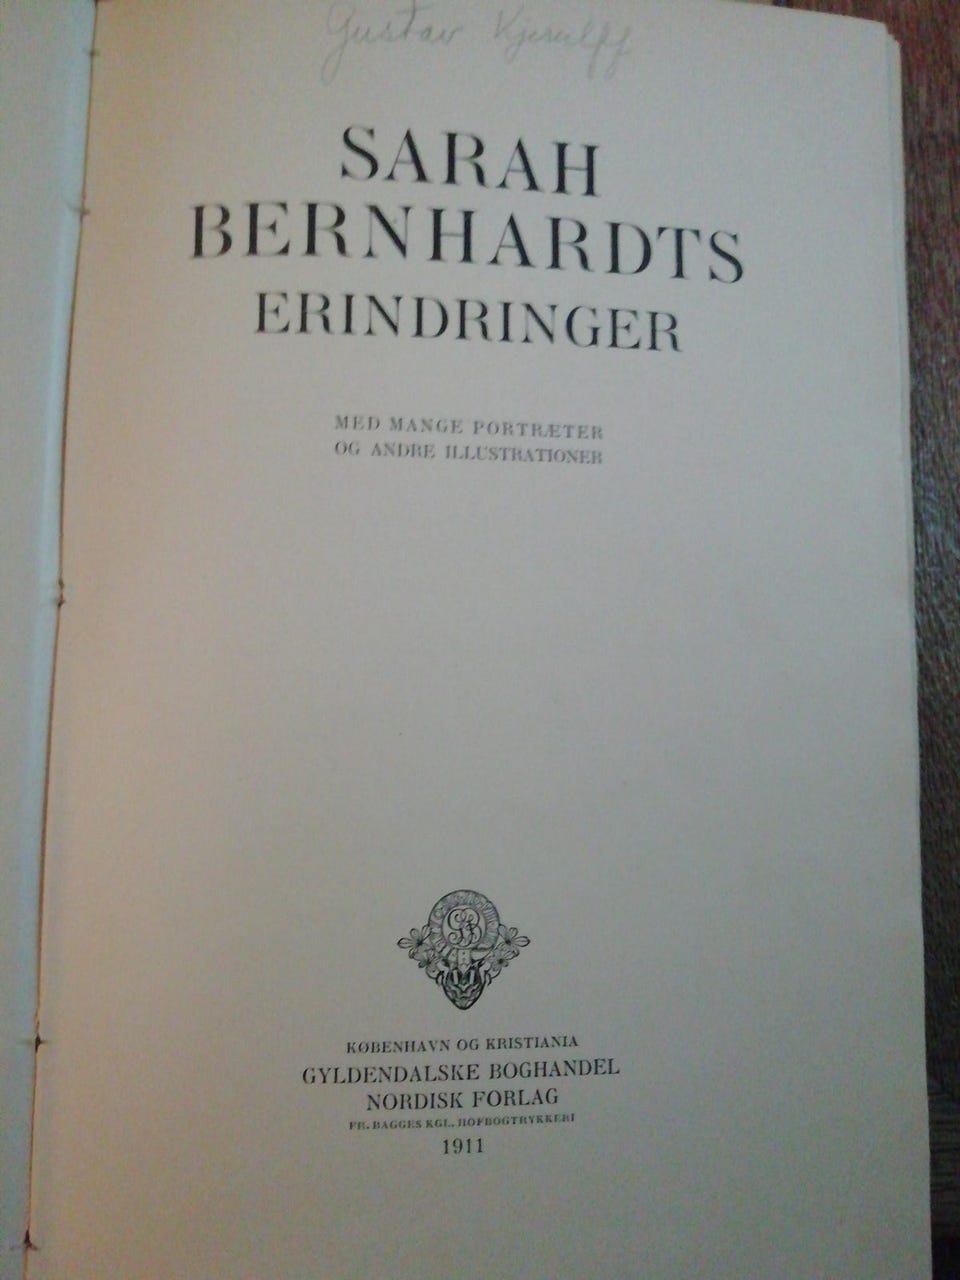 Gustav Kjerulff
SARAH
BERNHARDTS
ERINDRINGER
MED MANGE PORTRÆTER
OG ANDRE ILLUSTRATIONER
GB
KØBENHAVN OG KRISTIANIA
GYLDENDALSKE BOGHANDEL
NORDISK FORLAG
FR. BAGGES KGL. HOFBOGTRYKKERI
1911